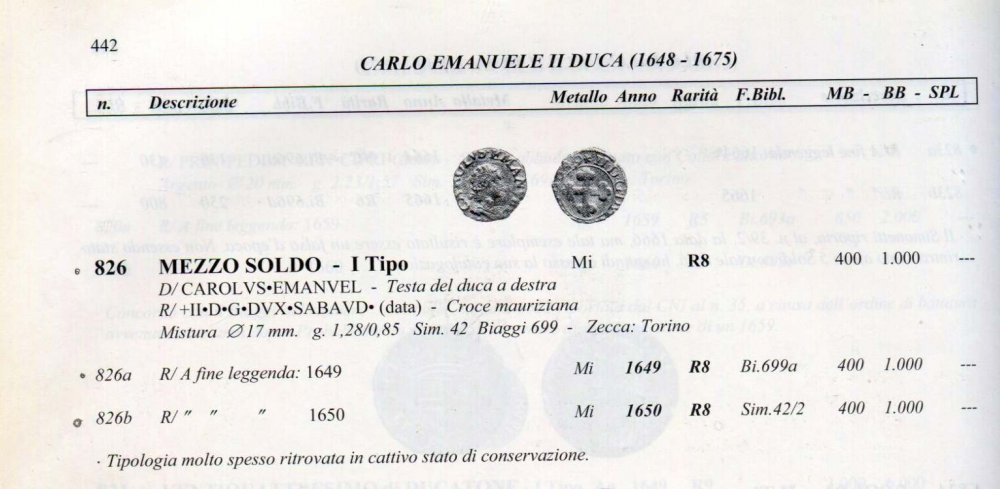 442
CARLO EMANUELE II DUCA (1648 - 1675)
n. Descrizione Metallo Anno Rarità F.Bibl. MB - BB - SPL
826 MEZZO SOLDO - I Tipo Mi R8 400 1.000 ---
D/ CAROLVS•EMANVEL - Testa del duca a destra
R/ +II•D•G•DVX•SABAVD• (data) - Croce mauriziana
Mistura Ø 17 mm. g. 1,28/0,85 Sim. 42 Biaggi 699 - Zecca: Torino
826a R/ A fine leggenda: 1649 Mi 1649 R8 Bi.699a 400 1.000 ---
826b R/ " " " 1650 Mi 1650 R8 Sim.42/2 400 1.000 ---
· Tipologia molto spesso ritrovata in cattivo stato di conservazione.